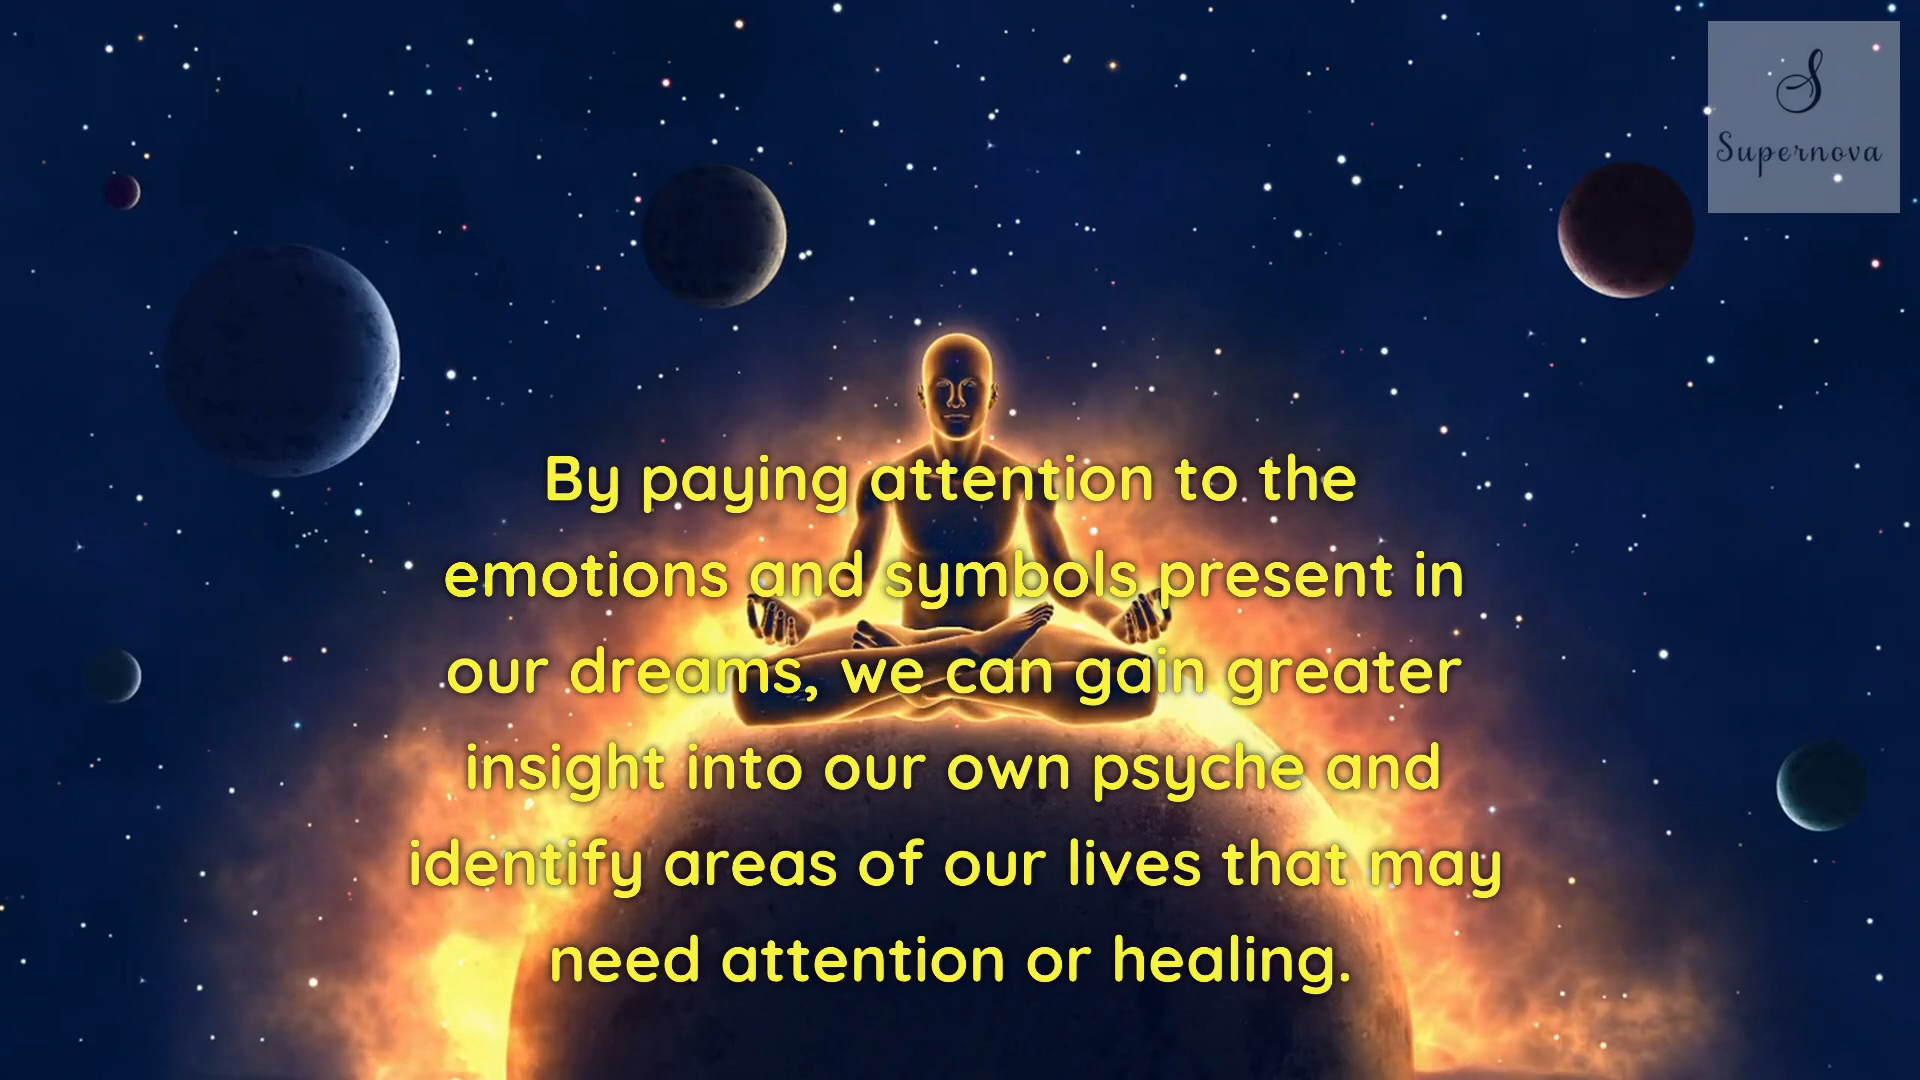 S
Supernova
By paying attention to the
emotions and symbols present in
our dreams, we can gain greater
insight into our own psyche and
identify areas of our lives that may
need attention or healing.